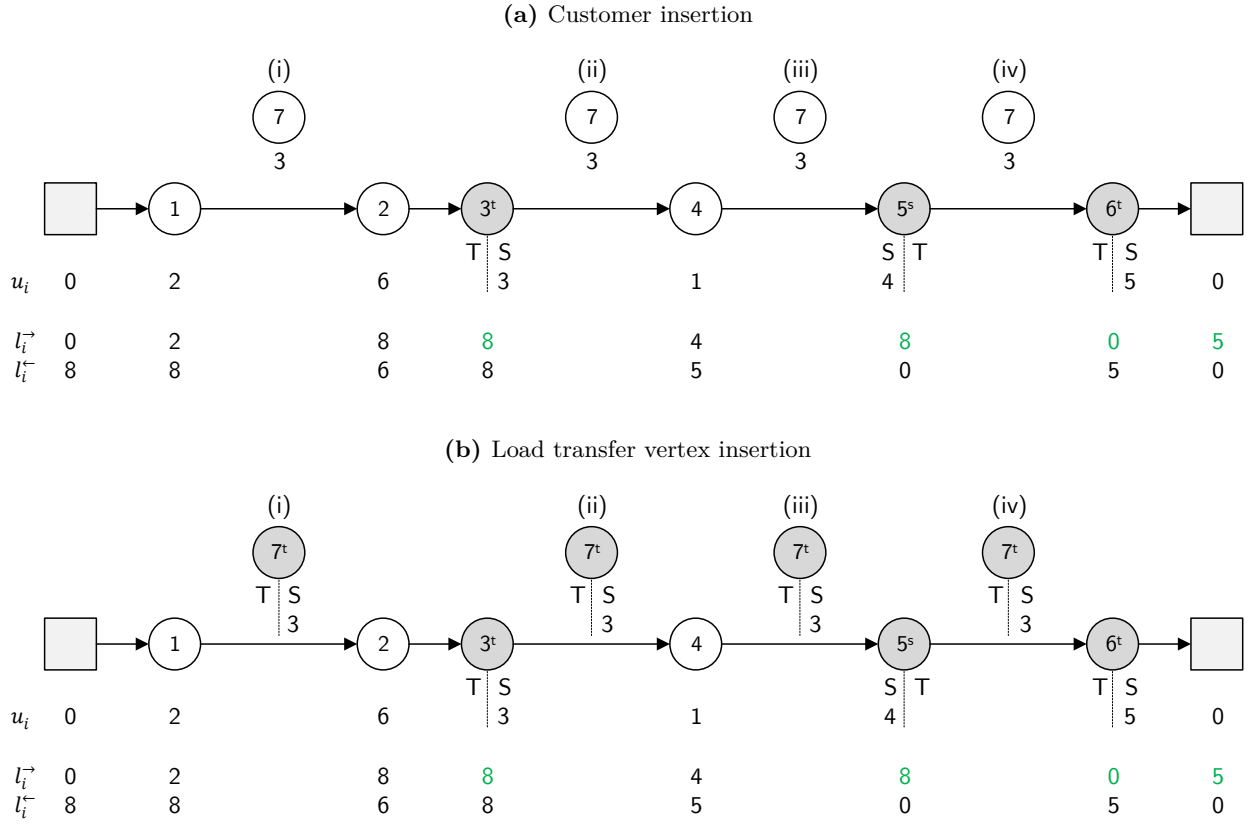 (a) Customer insertion
(i) (ii) (iii) (iv)
7 7 7 7
3 3 3 3
1 2 3ᵗ 4 5ˢ 6ᵗ
T S S T T S
uᵢ 0 2 6 3 1 4 5 0
lᵢ→ 0 2 8 8 4 8 0 5
lᵢ← 8 8 6 8 5 0 5 0
(b) Load transfer vertex insertion
(i) (ii) (iii) (iv)
7ᵗ 7ᵗ 7ᵗ 7ᵗ
T S T S T S T S
3 3 3 3
1 2 3ᵗ 4 5ˢ 6ᵗ
T S S T T S
uᵢ 0 2 6 3 1 4 5 0
lᵢ→ 0 2 8 8 4 8 0 5
lᵢ← 8 8 6 8 5 0 5 0